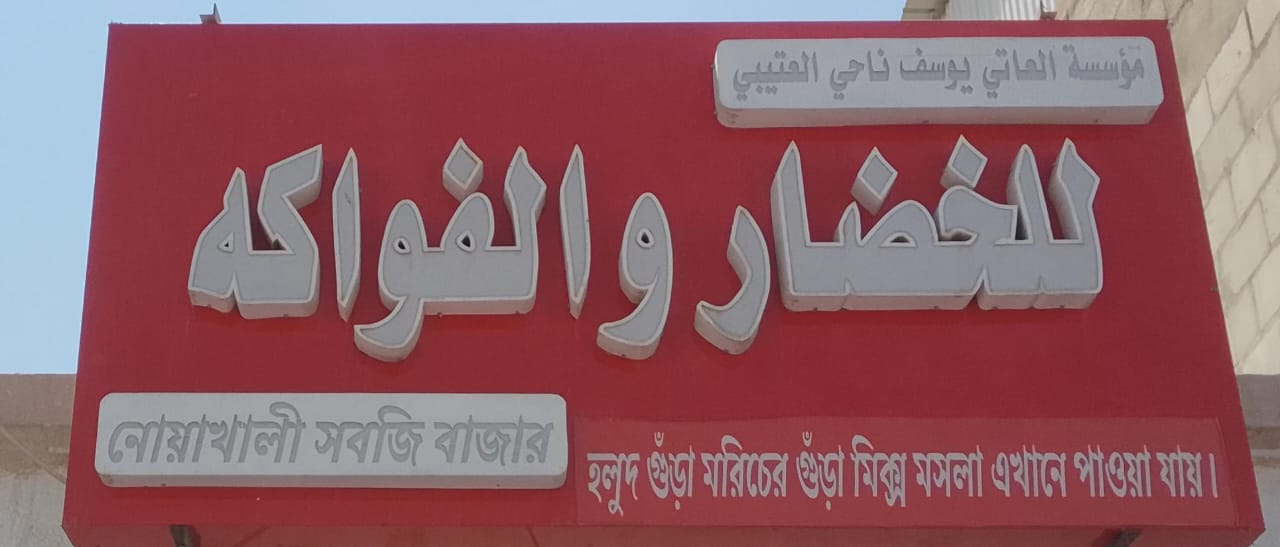 مؤسسة العاتي يوسف ناحي العتيبي
للخضار والفواكه
নোয়াখালী সবজি বাজার
হলুদ গুঁড়া মরিচের গুঁড়া মিক্স মসলা এখানে পাওয়া যায়।